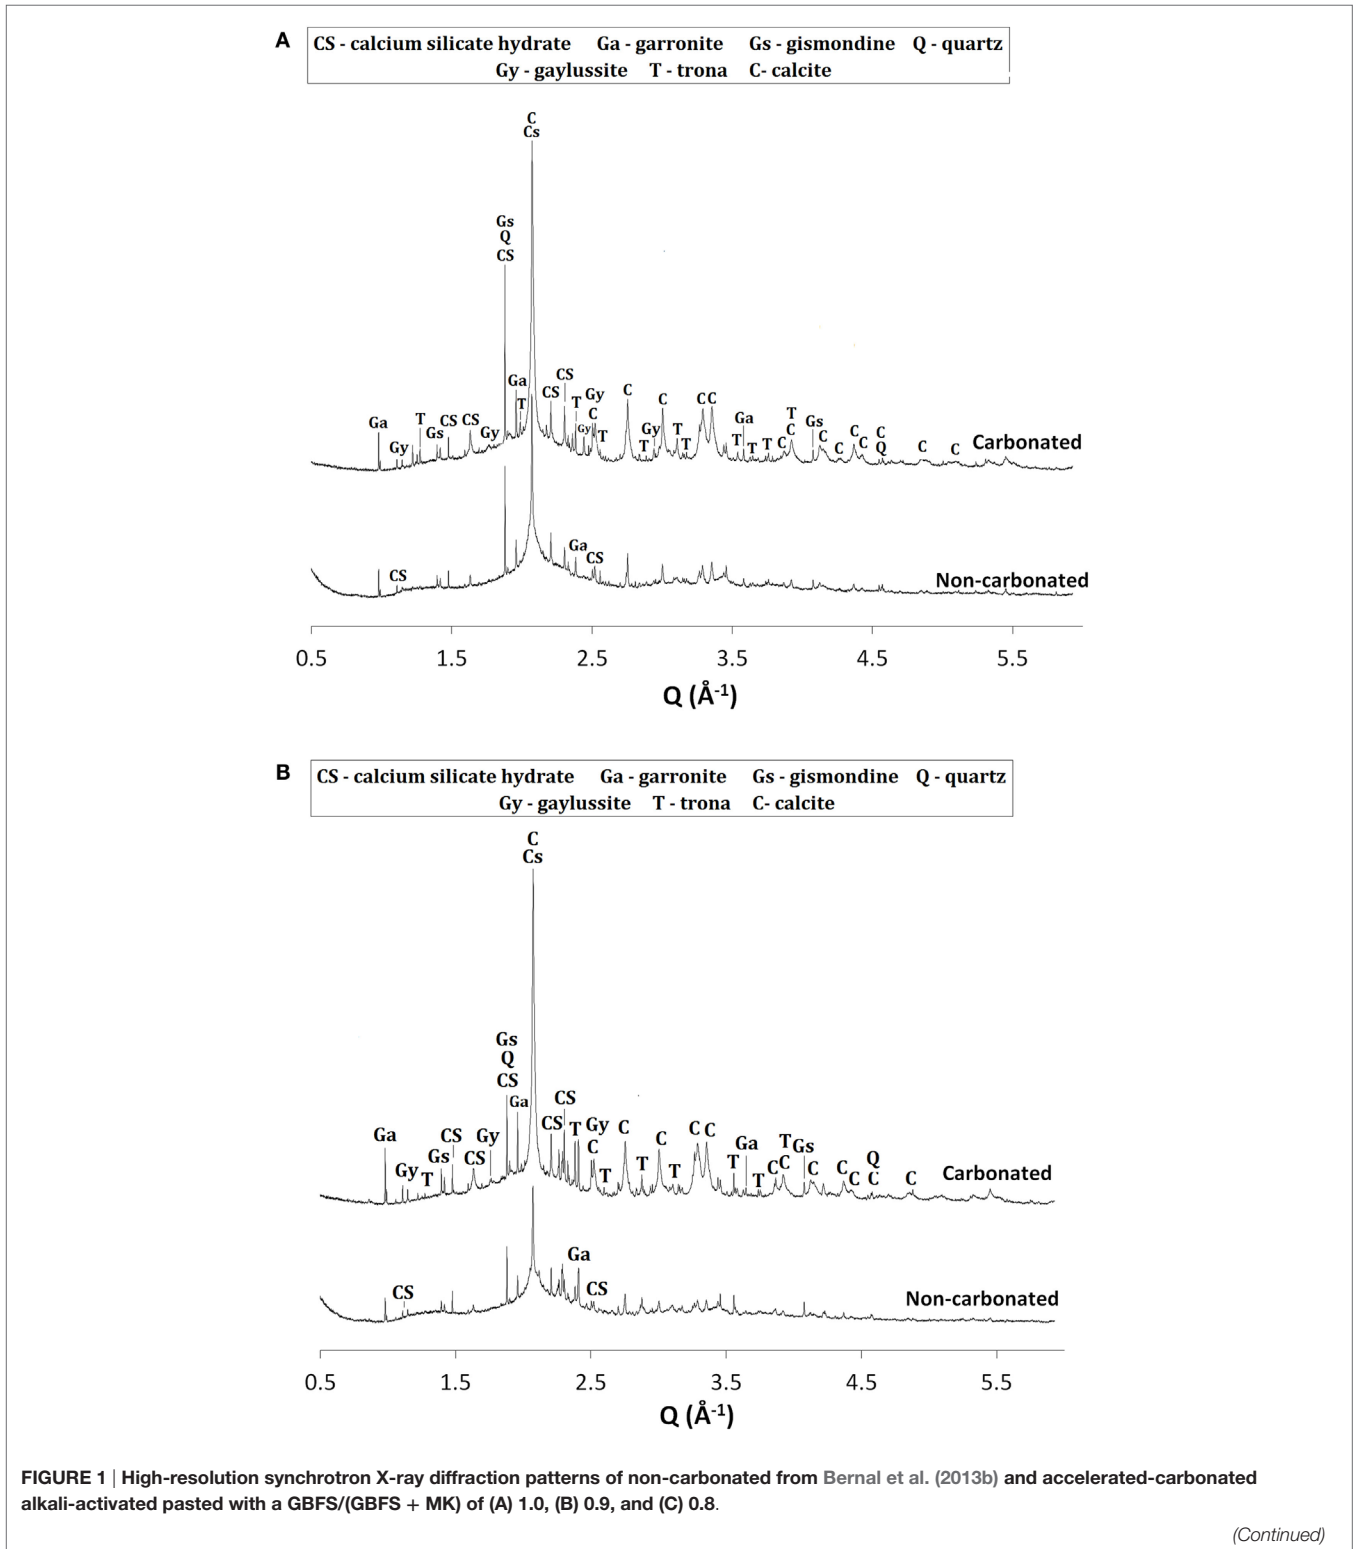 A
CS - calcium silicate hydrate Ga - garronite Gs - gismondine Q - quartz
Gy - gaylussite T - trona C- calcite
C
Cs
Gs
Q
CS
Ga
T
CS
CS
Gy
C
T
Gy
T
C
Gy
T
C
T
T
C C
Ga
T
T
T
T
C
C
Gs
C
C
C
C
C
Q
C
C
Carbonated
Ga
Gy
T
Gs
CS
CS
Gy
CS
Ga
CS
Non-carbonated
0.5 1.5 2.5 3.5 4.5 5.5
Q (Å-1)
B
CS - calcium silicate hydrate Ga - garronite Gs - gismondine Q - quartz
Gy - gaylussite T - trona C- calcite
C
Cs
Gs
Q
CS
Ga
CS
CS
T
Gy
C
T
C
T
C
T
C C
T
Ga
T
C
T
C
Gs
C
C
C
Q
C
C
Carbonated
Ga
Gy
T
Gs
CS
CS
Gy
CS
Ga
CS
Non-carbonated
0.5 1.5 2.5 3.5 4.5 5.5
Q (Å-1)
FIGURE 1 | High-resolution synchrotron X-ray diffraction patterns of non-carbonated from Bernal et al. (2013b) and accelerated-carbonated
alkali-activated pasted with a GBFS/(GBFS + MK) of (A) 1.0, (B) 0.9, and (C) 0.8.
(Continued)